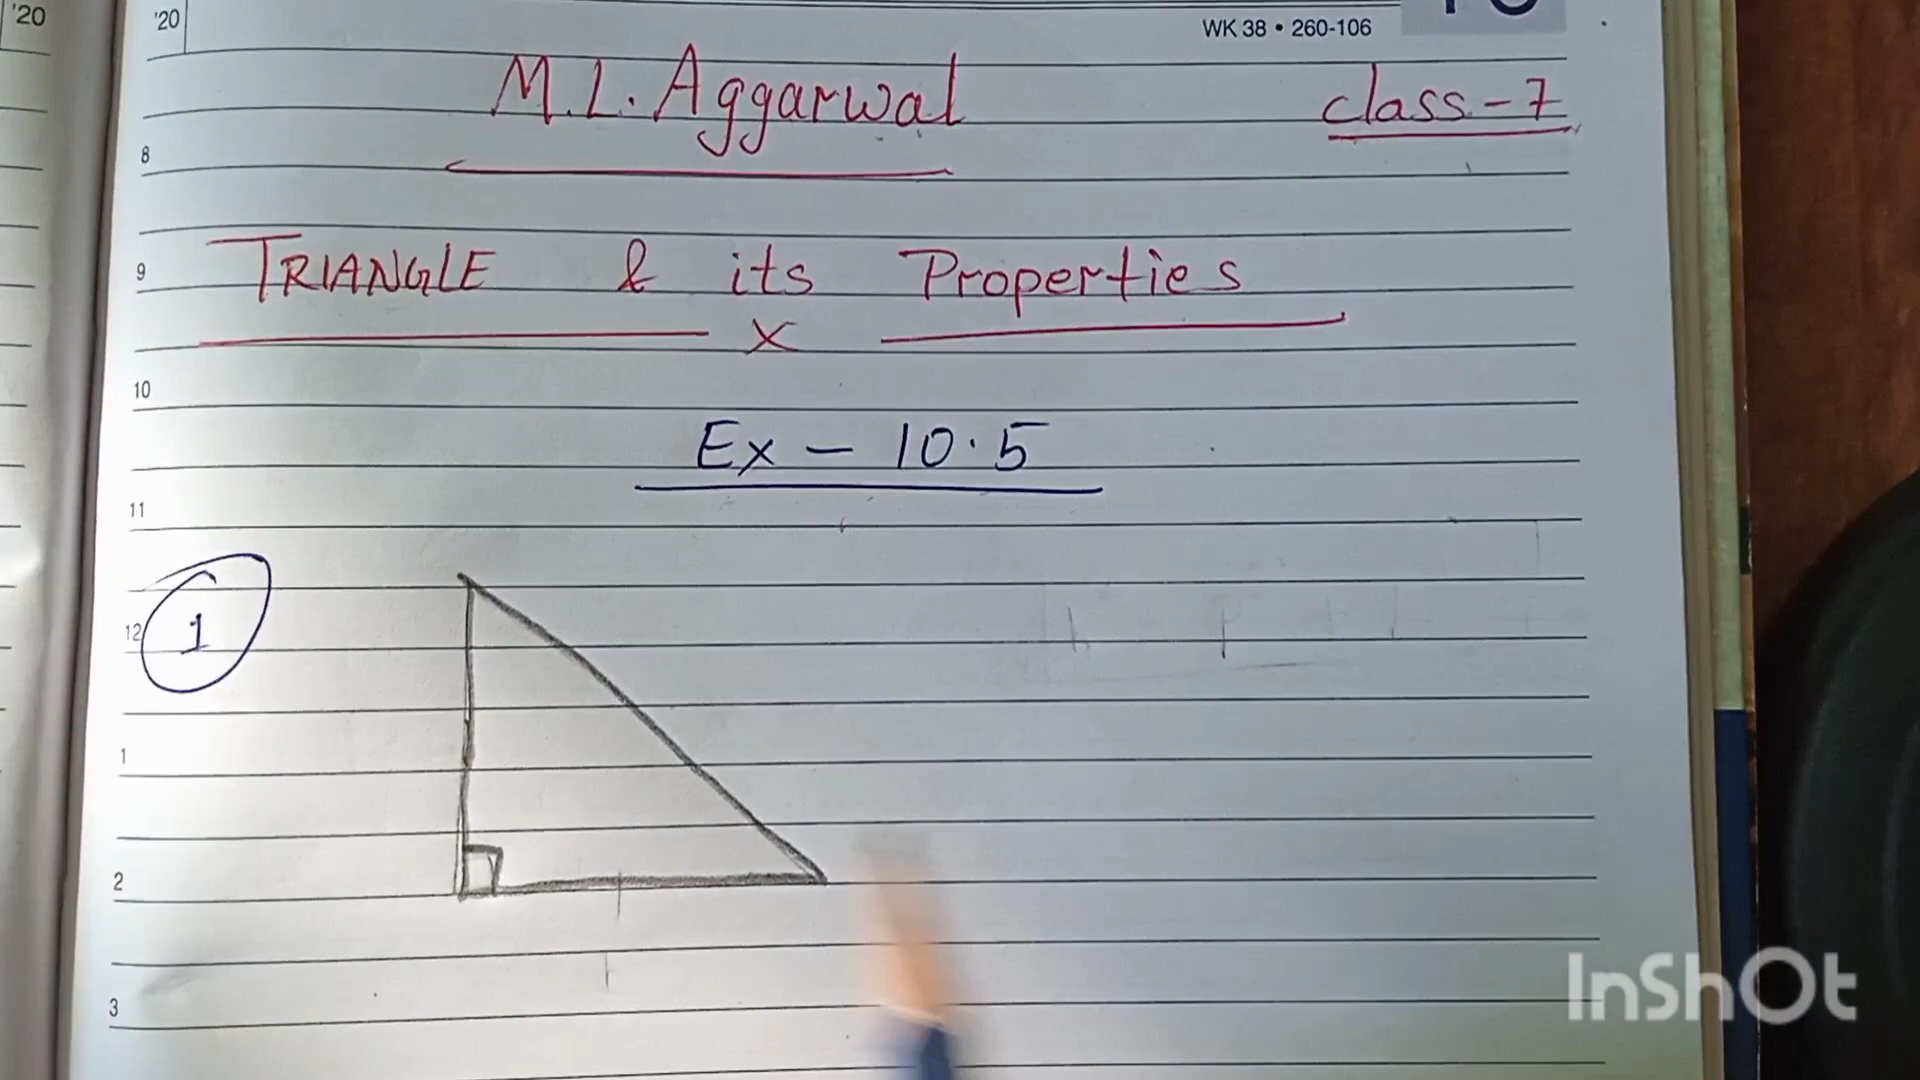 '20
'20
WK 38 • 260-106
M.L. Aggarwal
class - 7
8
TRIANGLE & its Properties
9
x
10
Ex - 10.5
11
12
1
1
2
3
InShOt